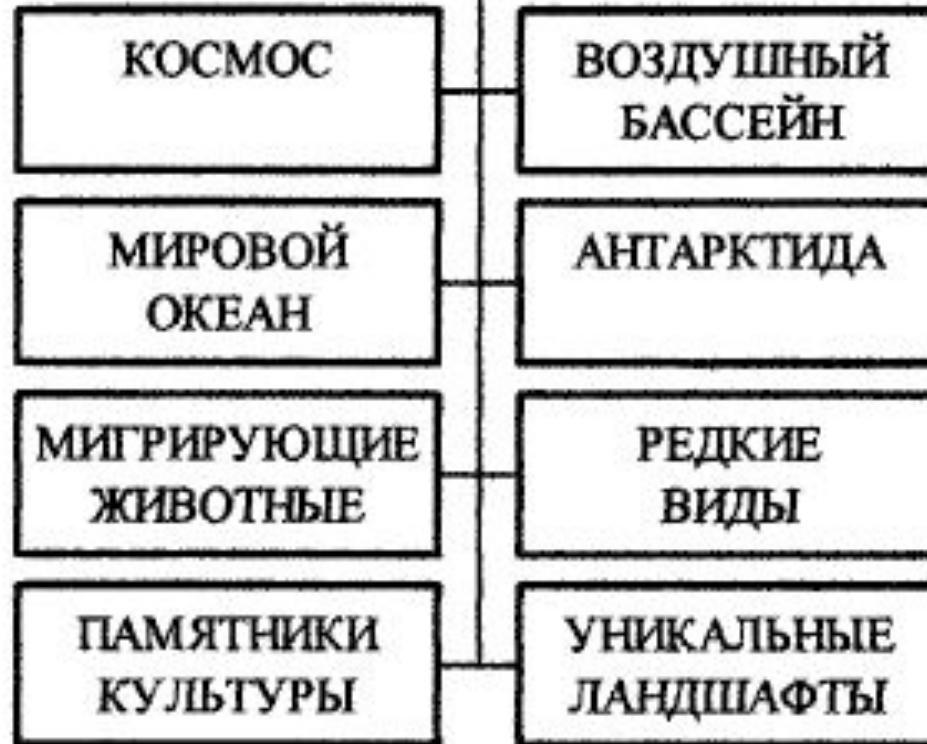 КОСМОС
ВОЗДУШНЫЙ
БАССЕЙН
МИРОВОЙ
ОКЕАН
АНТАРКТИДА
МИГРИРУЮЩИЕ
ЖИВОТНЫЕ
РЕДКИЕ
ВИДЫ
ПАМЯТНИКИ
КУЛЬТУРЫ
УНИКАЛЬНЫЕ
ЛАНДШАФТЫ